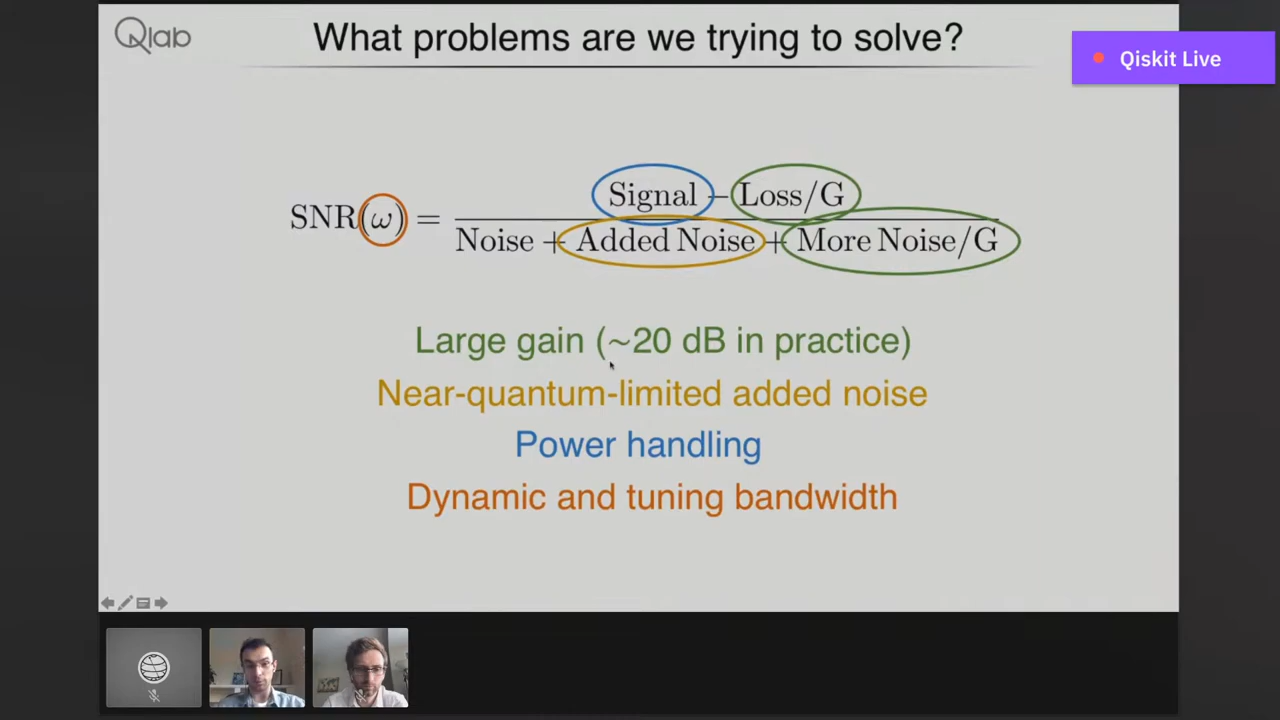 Qlab
What problems are we trying to solve?
Qiskit Live
SNR(ω) = Signal − Loss/G
Noise + Added Noise + More Noise/G
Large gain (~20 dB in practice)
Near-quantum-limited added noise
Power handling
Dynamic and tuning bandwidth